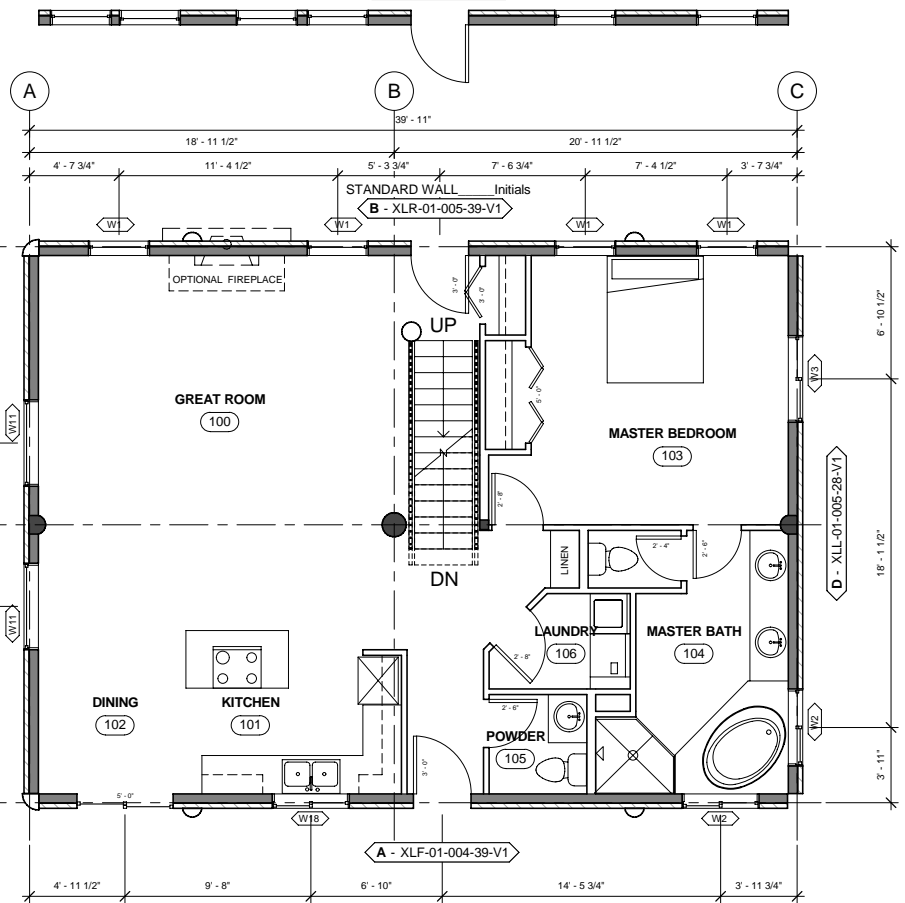 A
B
C
39' - 11"
18' - 11 1/2"
20' - 11 1/2"
4' - 7 3/4"
11' - 4 1/2"
5' - 3 3/4"
7' - 6 3/4"
7' - 4 1/2"
3' - 7 3/4"
STANDARD WALL_____Initials
B - XLR-01-005-39-V1
W1
W1
W1
W1
OPTIONAL FIREPLACE
3' - 0"
3' - 0"
UP
6' - 10 1/2"
W3
5' - 0"
GREAT ROOM
100
W11
MASTER BEDROOM
103
D - XLL-01-005-28-V1
2' - 8"
2' - 4"
2' - 6"
LINEN
DN
18' - 1 1/2"
W11
LAUNDRY
106
MASTER BATH
104
2' - 8"
DINING
102
KITCHEN
101
2' - 6"
POWDER
105
W2
3' - 0"
3' - 11"
5' - 0"
W18
W2
A - XLF-01-004-39-V1
4' - 11 1/2"
9' - 8"
6' - 10"
14' - 5 3/4"
3' - 11 3/4"